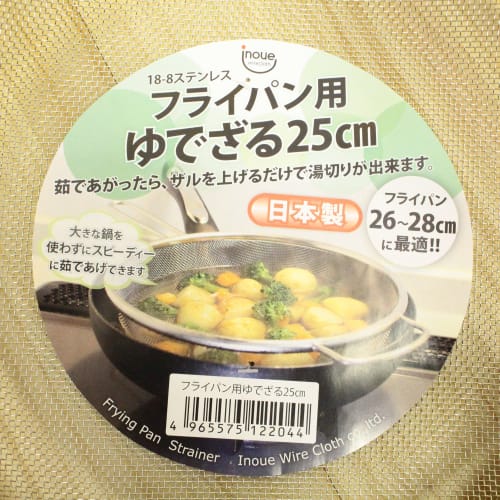 inoue
18-8ステンレス
フライパン用
ゆでざる25cm
茹であがったら、ザルを上げるだけで湯切りが出来ます。
日本製
フライパン
26~28cm
に最適!!
大きな鍋を
使わずにスピーディー
に茹であげできます
フライパン用ゆでざる25cm
4 965575 122044
Frying Pan Strainer Inoue Wire Cloth co.,ltd.